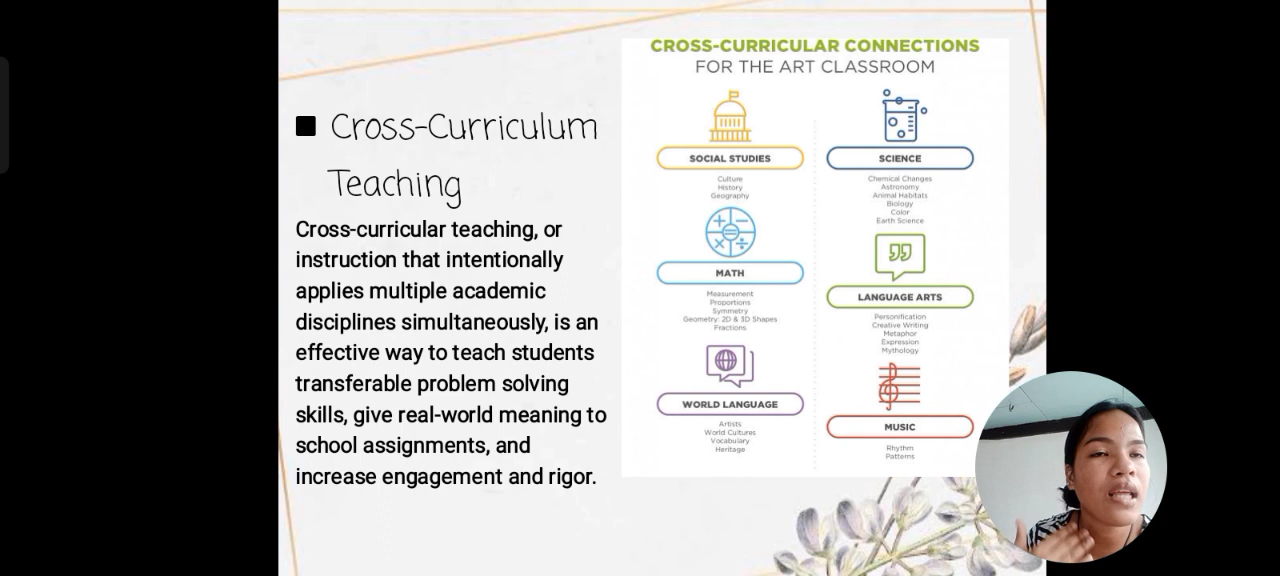 Cross-Curriculum
Teaching
Cross-curricular teaching, or
instruction that intentionally
applies multiple academic
disciplines simultaneously, is an
effective way to teach students
transferable problem solving
skills, give real-world meaning to
school assignments, and
increase engagement and rigor.
CROSS-CURRICULAR CONNECTIONS
FOR THE ART CLASSROOM
SOCIAL STUDIES
Culture
History
Geography
MATH
Measurement
Proportions
Symmetry
Geometry: 2D & 3D Shapes
Fractions
WORLD LANGUAGE
Artists
World Cultures
Vocabulary
Heritage
SCIENCE
Chemical Changes
Astronomy
Animal Habitats
Biology
Color
Earth Science
LANGUAGE ARTS
Personification
Creative Writing
Metaphor
Expression
Mythology
MUSIC
Rhythm
Patterns